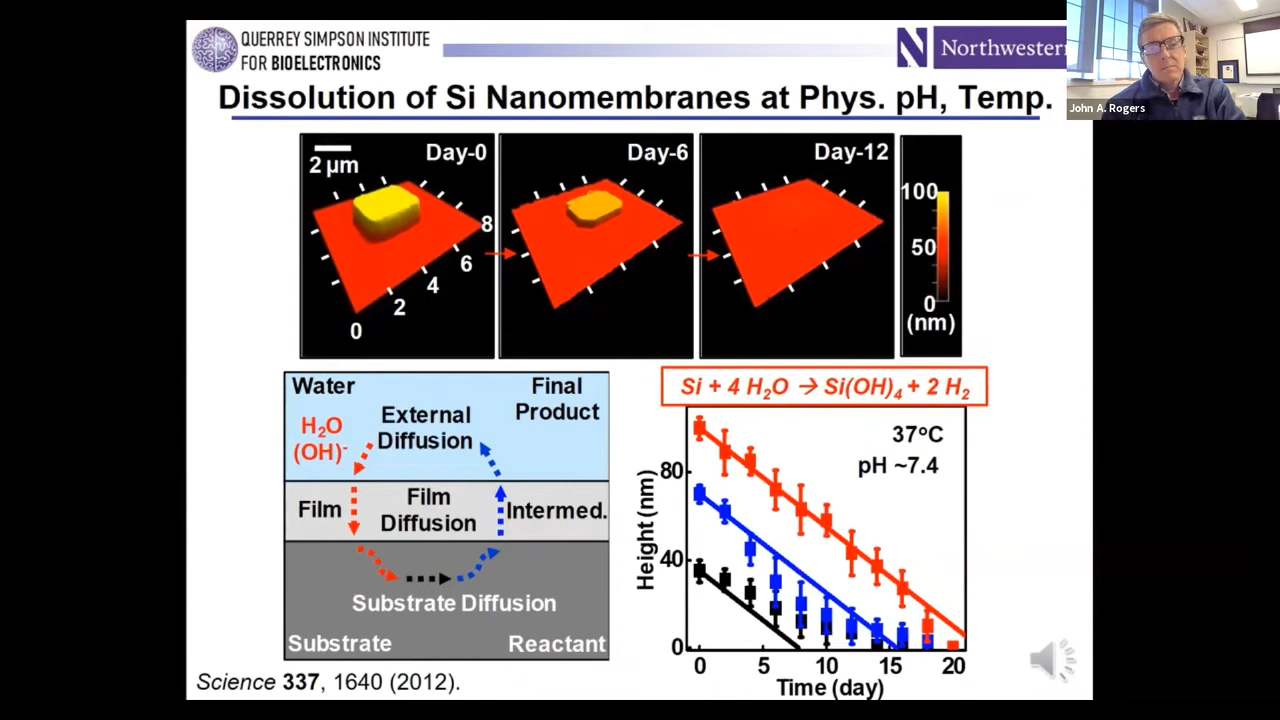 QUERREY SIMPSON INSTITUTE
FOR BIOELECTRONICS
N Northwestern
John A. Rogers
Dissolution of Si Nanomembranes at Phys. pH, Temp.
2 µm
Day-0
Day-6
Day-12
0
2
4
6
8
100
50
0
(nm)
Water
Final
Product
H₂O
(OH)⁻
External
Diffusion
Film
Film
Diffusion
Intermed.
Substrate Diffusion
Substrate
Reactant
Si + 4 H₂O → Si(OH)₄ + 2 H₂
37°C
pH ~7.4
Height (nm)
80
40
0
0
5
10
15
20
Time (day)
Science 337, 1640 (2012).